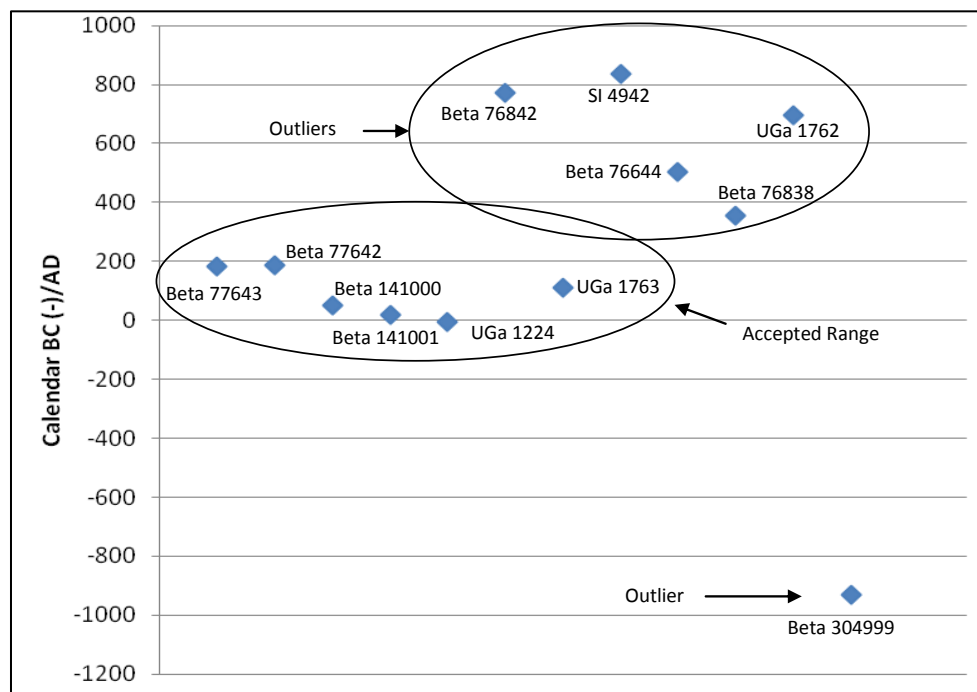 Calendar BC (-)/AD
1000
800
600
400
200
0
-200
-400
-600
-800
-1000
-1200
SI 4942
Beta 76842
UGa 1762
Outliers
Beta 76644
Beta 76838
Beta 77642
Beta 77643
Beta 141000
UGa 1763
Beta 141001
UGa 1224
Accepted Range
Outlier
Beta 304999